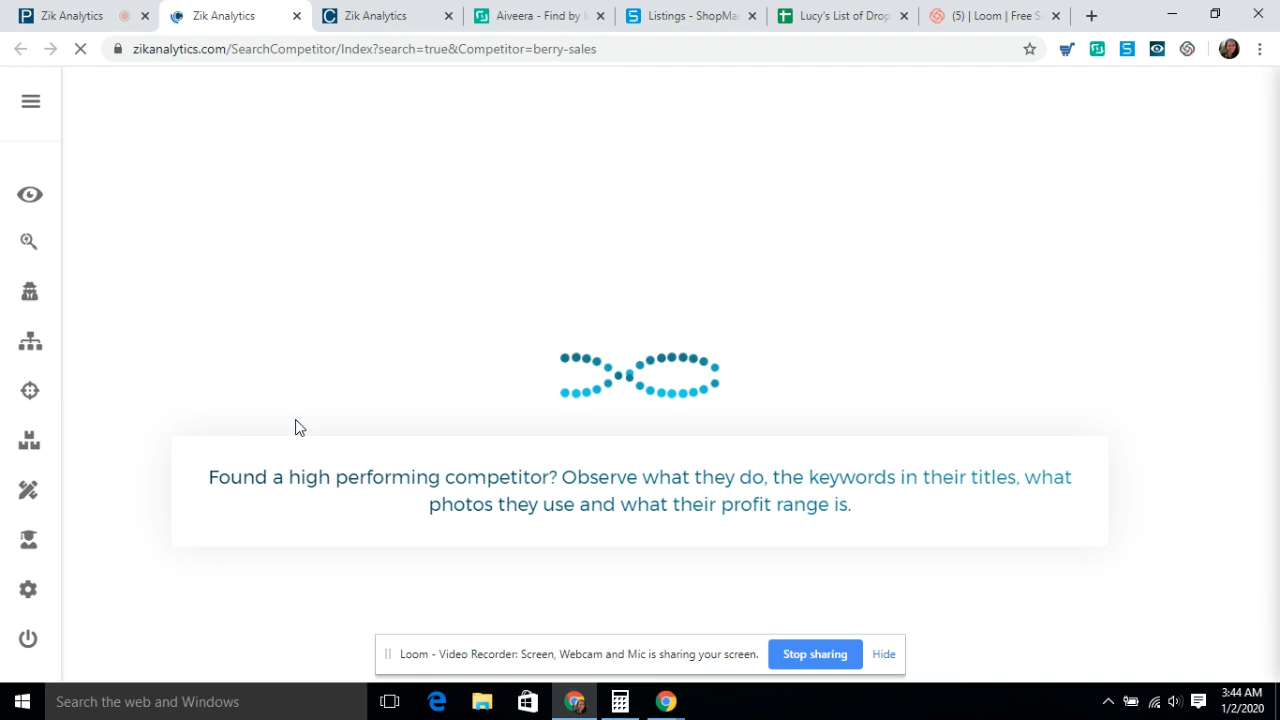 Zik Analytics
Zik Analytics
Zik Analytics
Aiveera - Find by I
Listings - ShopMas
Lucy's List of Drop
(5) | Loom | Free Sc
zikanalytics.com/SearchCompetitor/Index?search=true&Competitor=berry-sales
Found a high performing competitor? Observe what they do, the keywords in their titles, what
photos they use and what their profit range is.
Loom - Video Recorder: Screen, Webcam and Mic is sharing your screen.
Stop sharing
Hide
Search the web and Windows
3:44 AM
1/2/2020